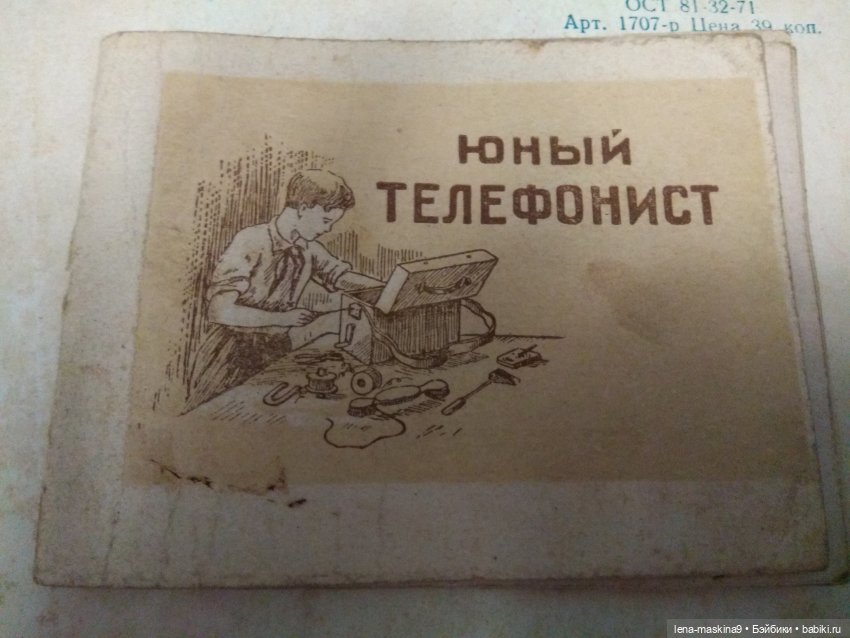 ОСТ 81-32-71
Арт. 1707-р Цена 39 коп.
ЮНЫЙ
ТЕЛЕФОНИСТ
lena-maskina9 • Бэйбики • babiki.ru